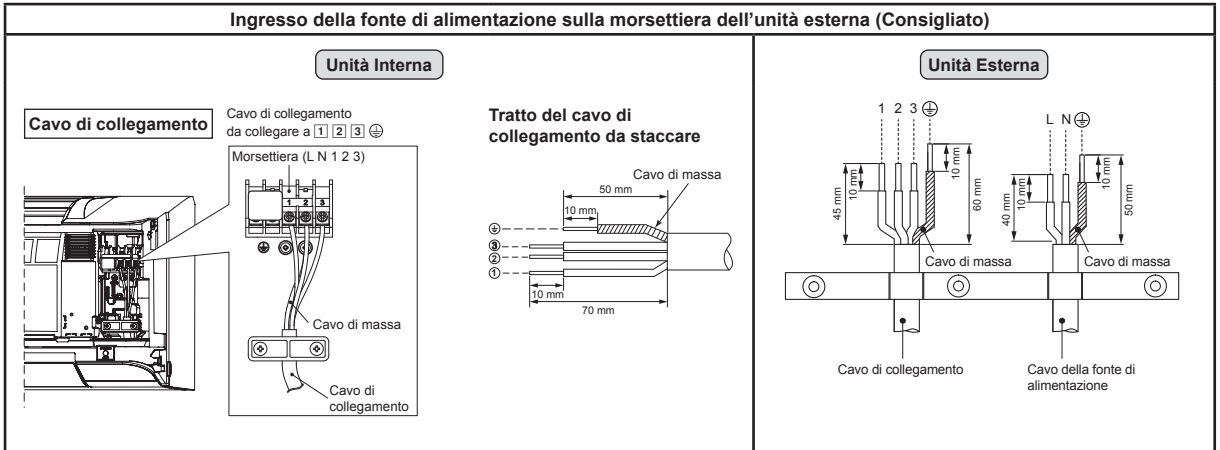 Ingresso della fonte di alimentazione sulla morsettiera dell'unità esterna (Consigliato)
Unità Interna
Cavo di collegamento
Cavo di collegamento
da collegare a 1 2 3 ⏚
Morsettiera (L N 1 2 3)
1 2 3
Cavo di massa
Cavo di
collegamento
Tratto del cavo di
collegamento da staccare
Cavo di massa
50 mm
10 mm
⏚
③
②
①
10 mm
70 mm
Unità Esterna
1 2 3 ⏚
10 mm
45 mm
10 mm
60 mm
Cavo di massa
L N ⏚
10 mm
40 mm
10 mm
50 mm
Cavo di massa
Cavo di collegamento
Cavo della fonte di
alimentazione